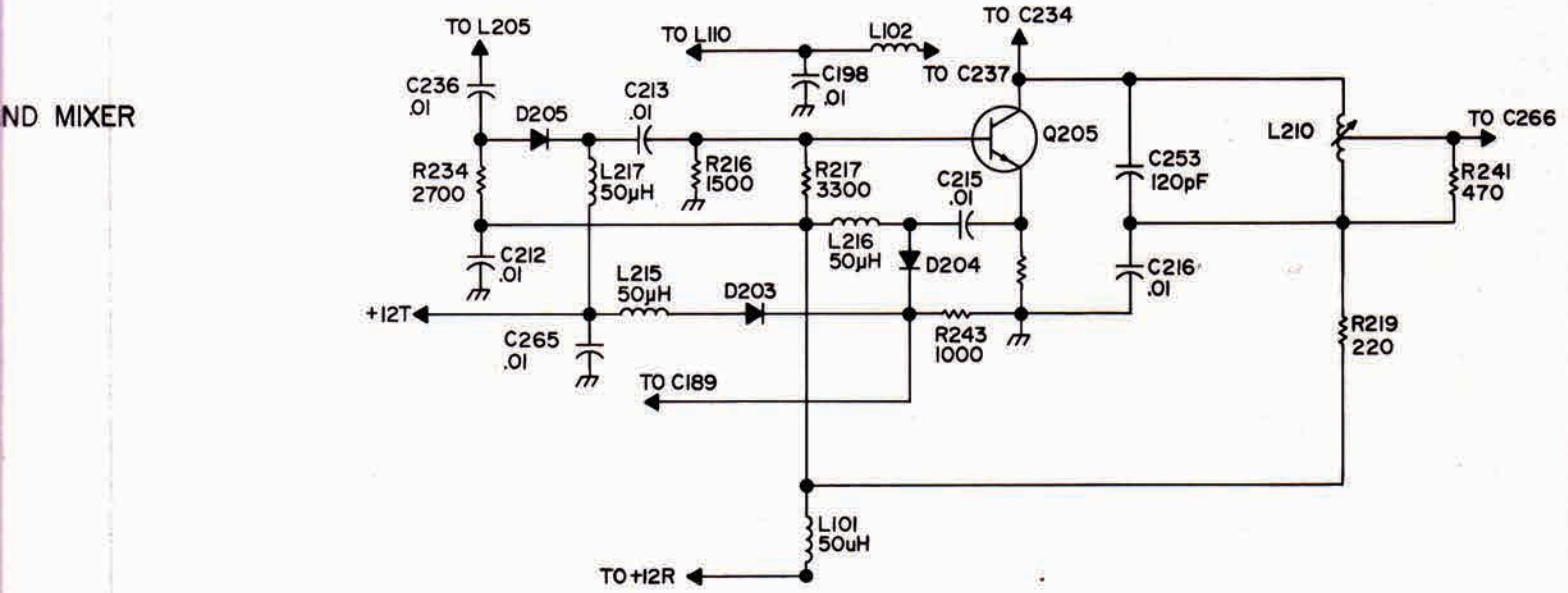 TO L205
TO L110
L102
TO C234
ND MIXER
C236
.01
D205
C213
.01
C198
.01
TO C237
Q205
L210
TO C266
R234
2700
L217
50µH
R216
1500
R217
3300
C215
.01
C253
120pF
R241
470
C212
.01
L216
50µH
D204
C216
.01
+12T
L215
50µH
D203
C265
.01
R243
1000
R219
220
TO C189
L101
50uH
TO +12R